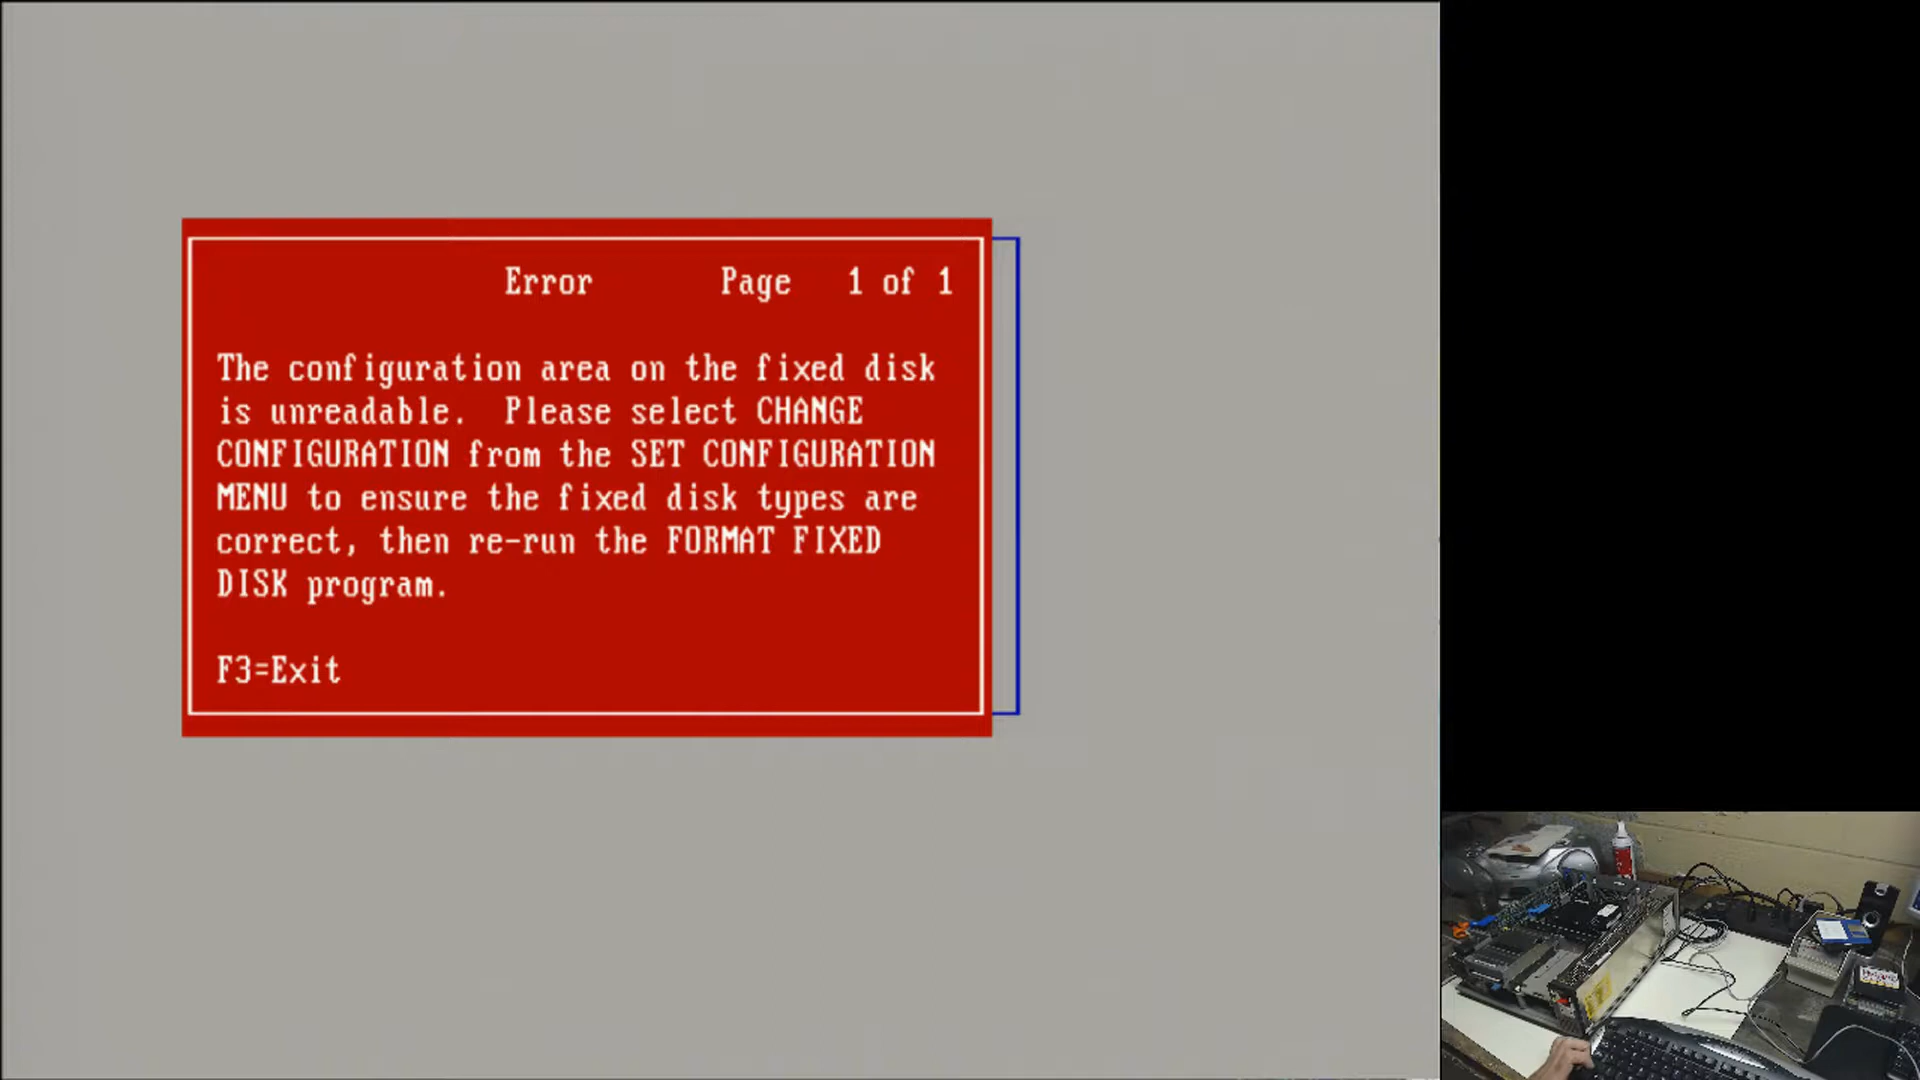 Error Page 1 of 1
The configuration area on the fixed disk
is unreadable. Please select CHANGE
CONFIGURATION from the SET CONFIGURATION
MENU to ensure the fixed disk types are
correct, then re-run the FORMAT FIXED
DISK program.
F3=Exit